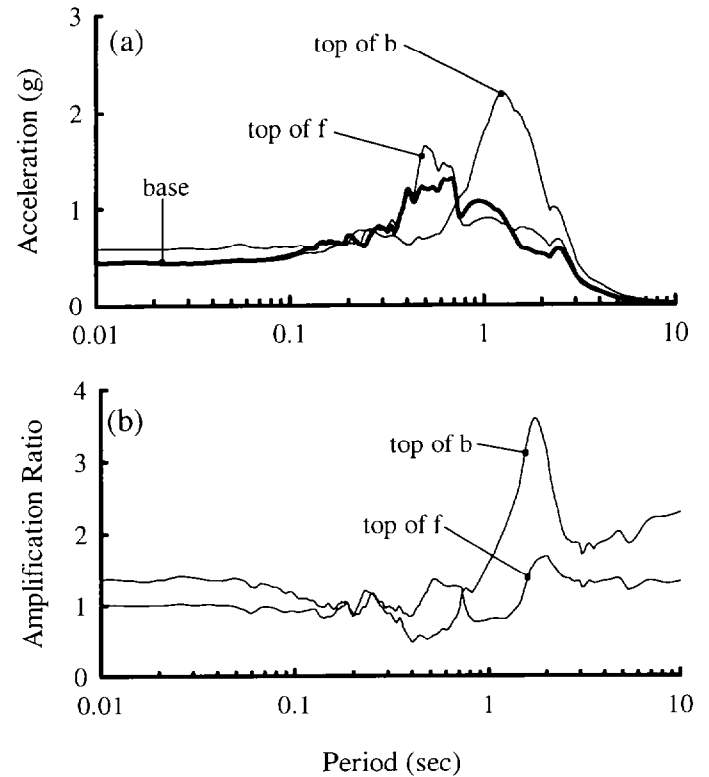 (a)
Acceleration (g)
3
2
1
0
top of b
top of f
base
0.01 0.1 1 10
(b)
Amplification Ratio
4
3
2
1
0
top of b
top of f
0.01 0.1 1 10
Period (sec)